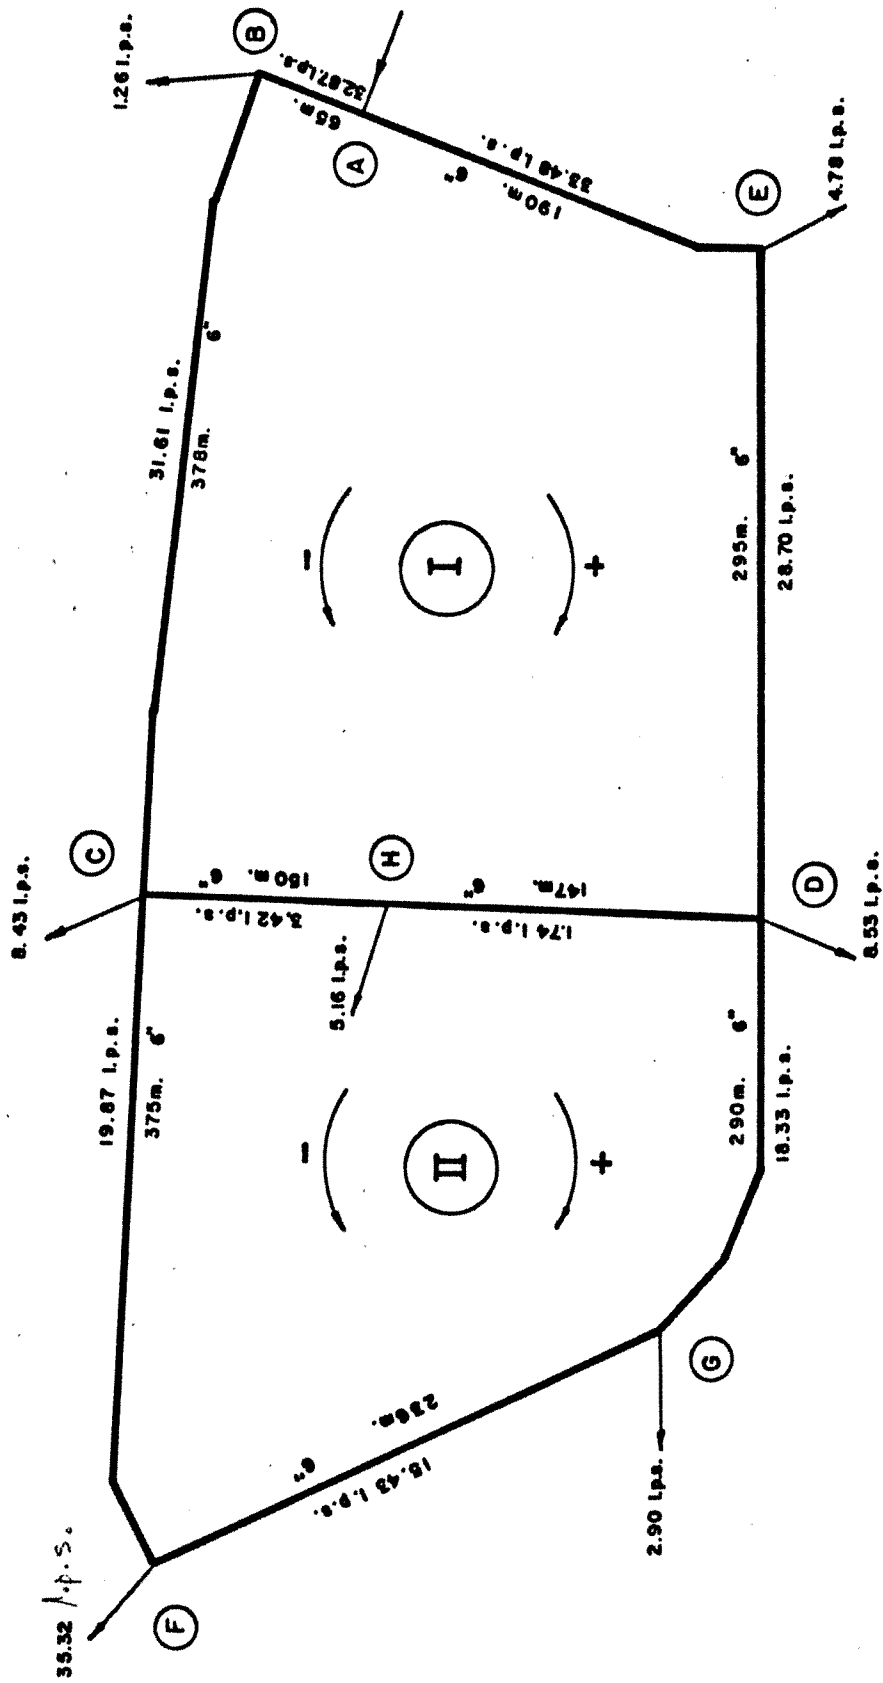 35.32 l.p.s.
F
8.43 l.p.s.
C
1.26 l.p.s.
B
19.87 l.p.s.
375m. 6"
31.61 l.p.s.
378m. 6"
32.87 l.p.s.
65m.
A
15.43 l.p.s.
6"
236m.
3.42 l.p.s.
6" 150m.
H
5.16 l.p.s.
1.74 l.p.s.
6" 147m.
-
II
+
-
I
+
33.48 l.p.s.
6"
190m.
2.90 l.p.s.
G
290m. 6"
18.33 l.p.s.
D
8.53 l.p.s.
295m. 6"
28.70 l.p.s.
E
4.78 l.p.s.